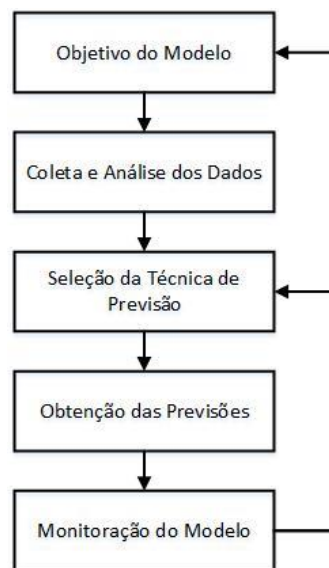 Objetivo do Modelo
Coleta e Análise dos Dados
Seleção da Técnica de
Previsão
Obtenção das Previsões
Monitoração do Modelo